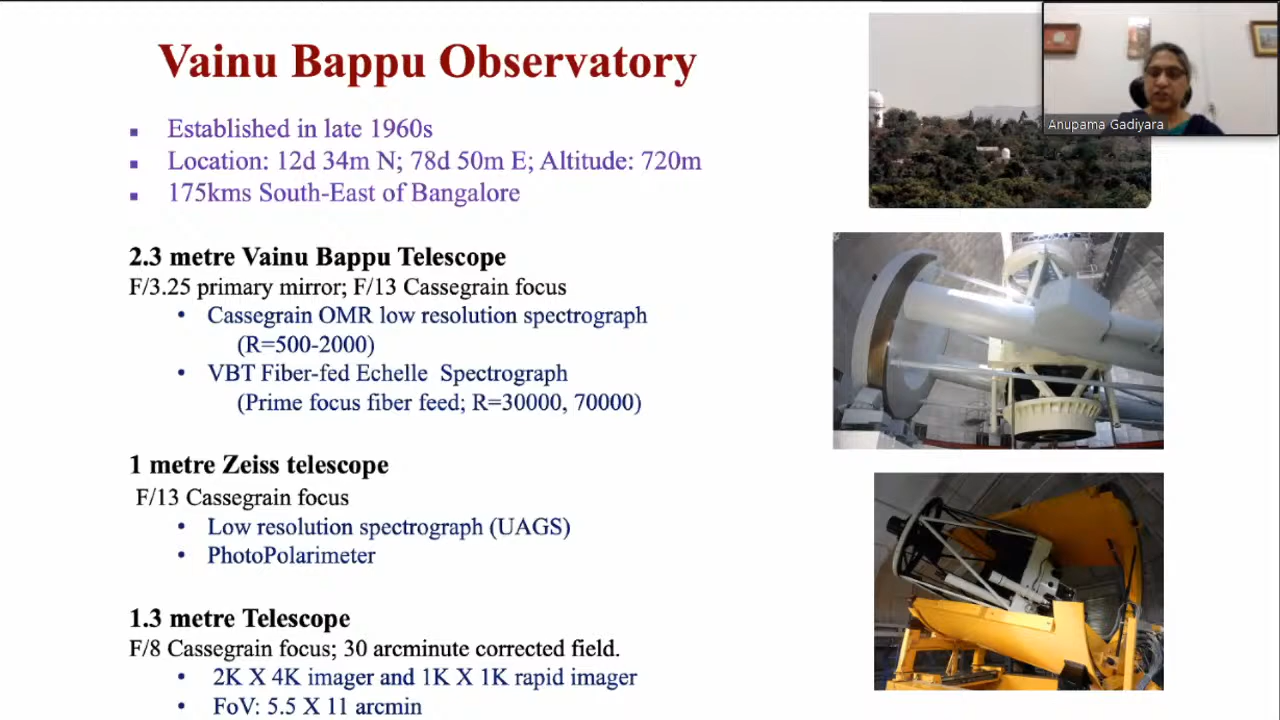 Vainu Bappu Observatory
▪ Established in late 1960s
▪ Location: 12d 34m N; 78d 50m E; Altitude: 720m
▪ 175kms South-East of Bangalore
2.3 metre Vainu Bappu Telescope
F/3.25 primary mirror; F/13 Cassegrain focus
• Cassegrain OMR low resolution spectrograph
(R=500-2000)
• VBT Fiber-fed Echelle Spectrograph
(Prime focus fiber feed; R=30000, 70000)
1 metre Zeiss telescope
F/13 Cassegrain focus
• Low resolution spectrograph (UAGS)
• PhotoPolarimeter
1.3 metre Telescope
F/8 Cassegrain focus; 30 arcminute corrected field.
• 2K X 4K imager and 1K X 1K rapid imager
• FoV: 5.5 X 11 arcmin
Anupama Gadiyara